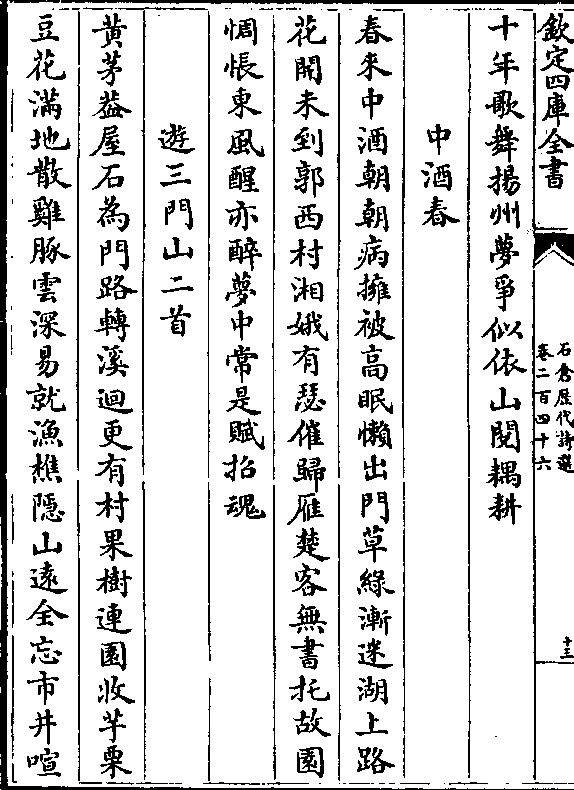 欽定四庫全書
石倉歷代詩選
卷二百四十六
十三
十年歌舞揚州夢爭似依山閱耦耕
中酒春
春來中酒朝朝病擁被高眠懶出門草綠漸迷湖上路
花開未到郭西村湘娥有瑟催歸雁楚客無書托故園
惆悵東風醒亦醉夢中常是賦招魂
遊三門山二首
黃茅葢屋石為門路轉溪迴更有村果樹連園收芋栗
豆花滿地散雞豚雲深易就漁樵隱山遠全忘市井喧